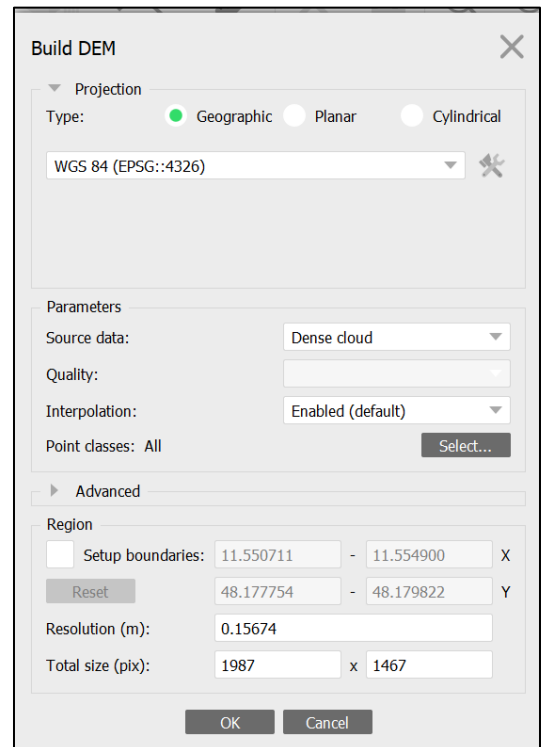 Build DEM
Projection
Type: Geographic Planar Cylindrical
WGS 84 (EPSG::4326)
Parameters
Source data: Dense cloud
Quality:
Interpolation: Enabled (default)
Point classes: All Select...
Advanced
Region
Setup boundaries: 11.550711 - 11.554900 X
Reset 48.177754 - 48.179822 Y
Resolution (m): 0.15674
Total size (pix): 1987 x 1467
OK Cancel